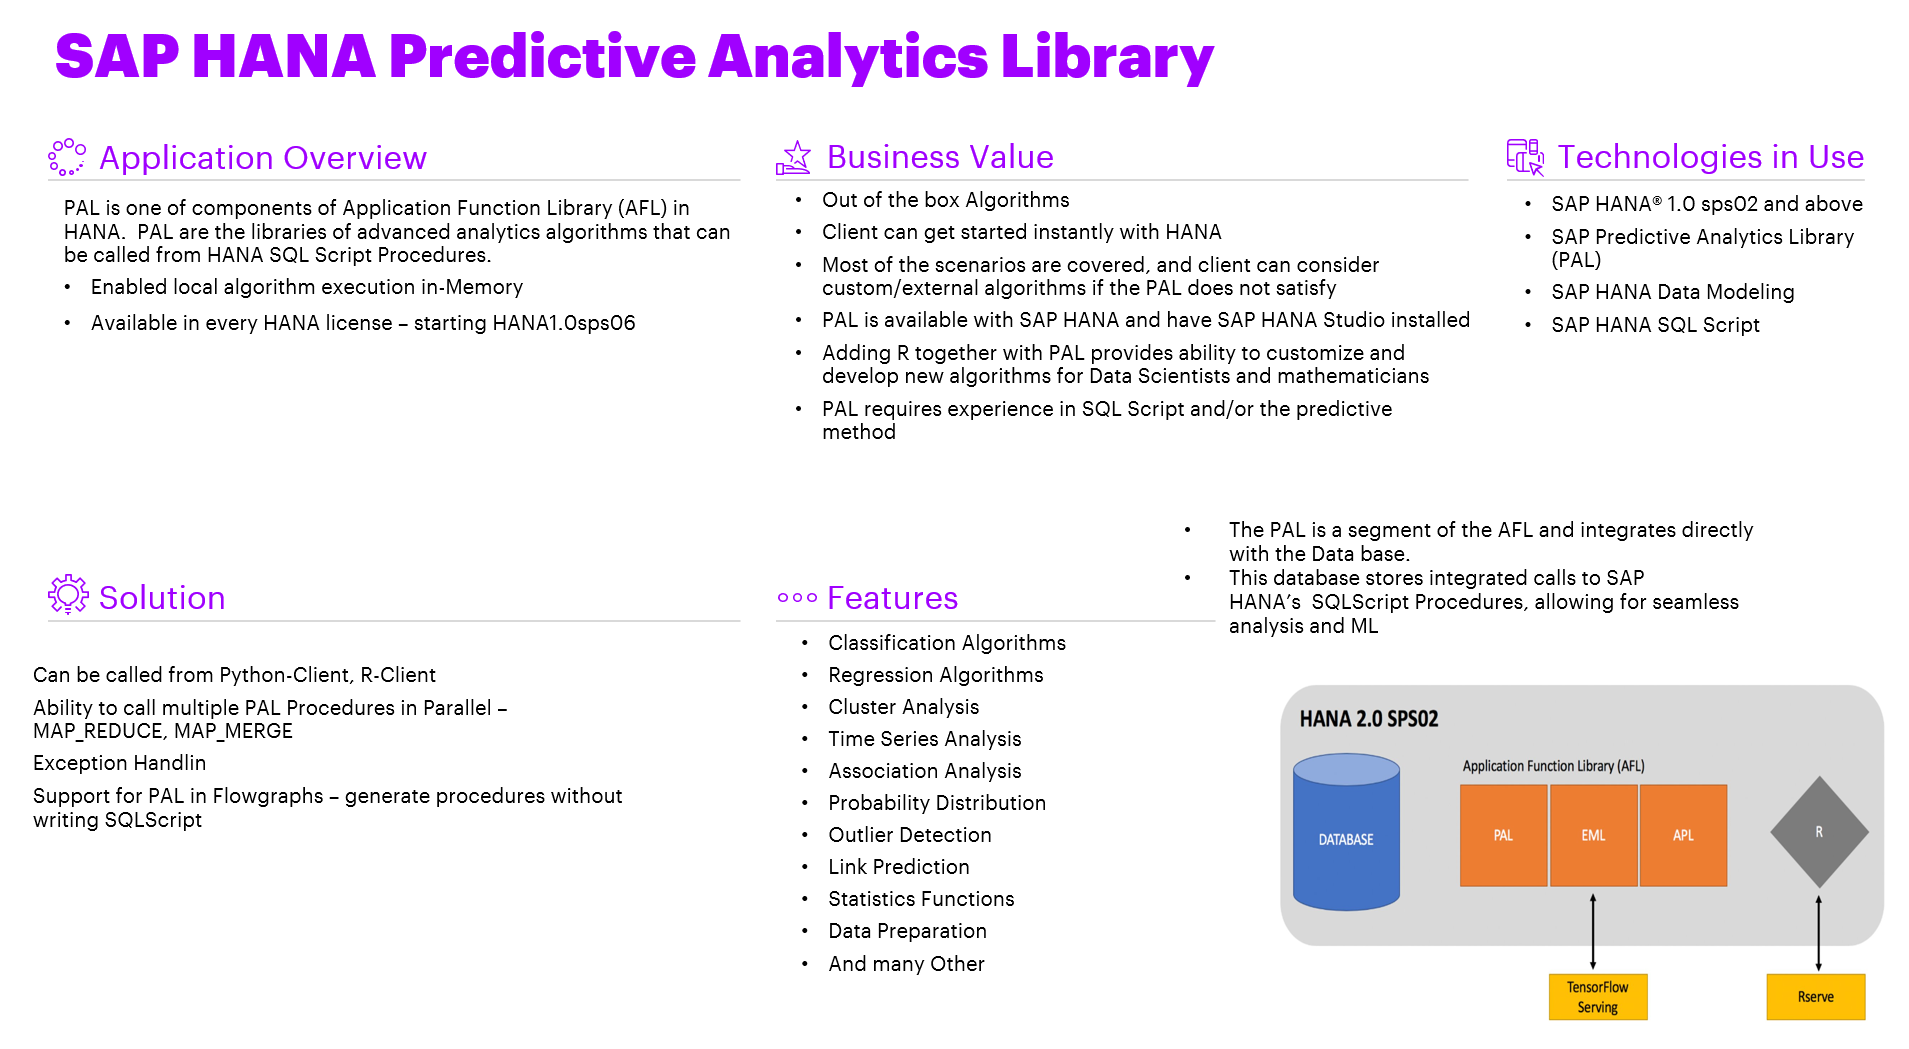 SAP HANA Predictive Analytics Library
Application Overview
PAL is one of components of Application Function Library (AFL) in
HANA.  PAL are the libraries of advanced analytics algorithms that can
be called from HANA SQL Script Procedures.
• Enabled local algorithm execution in-Memory
• Available in every HANA license – starting HANA1.0sps06
Business Value
• Out of the box Algorithms
• Client can get started instantly with HANA
• Most of the scenarios are covered, and client can consider
custom/external algorithms if the PAL does not satisfy
• PAL is available with SAP HANA and have SAP HANA Studio installed
• Adding R together with PAL provides ability to customize and
develop new algorithms for Data Scientists and mathematicians
• PAL requires experience in SQL Script and/or the predictive
method
Technologies in Use
• SAP HANA® 1.0 sps02 and above
• SAP Predictive Analytics Library
(PAL)
• SAP HANA Data Modeling
• SAP HANA SQL Script
Solution
Can be called from Python-Client, R-Client
Ability to call multiple PAL Procedures in Parallel –
MAP_REDUCE, MAP_MERGE
Exception Handlin
Support for PAL in Flowgraphs – generate procedures without
writing SQLScript
Features
• Classification Algorithms
• Regression Algorithms
• Cluster Analysis
• Time Series Analysis
• Association Analysis
• Probability Distribution
• Outlier Detection
• Link Prediction
• Statistics Functions
• Data Preparation
• And many Other
• The PAL is a segment of the AFL and integrates directly
with the Data base.
• This database stores integrated calls to SAP
HANA’s  SQLScript Procedures, allowing for seamless
analysis and ML
HANA 2.0 SPS02
Application Function Library (AFL)
DATABASE
PAL
EML
APL
R
TensorFlow
Serving
Rserve